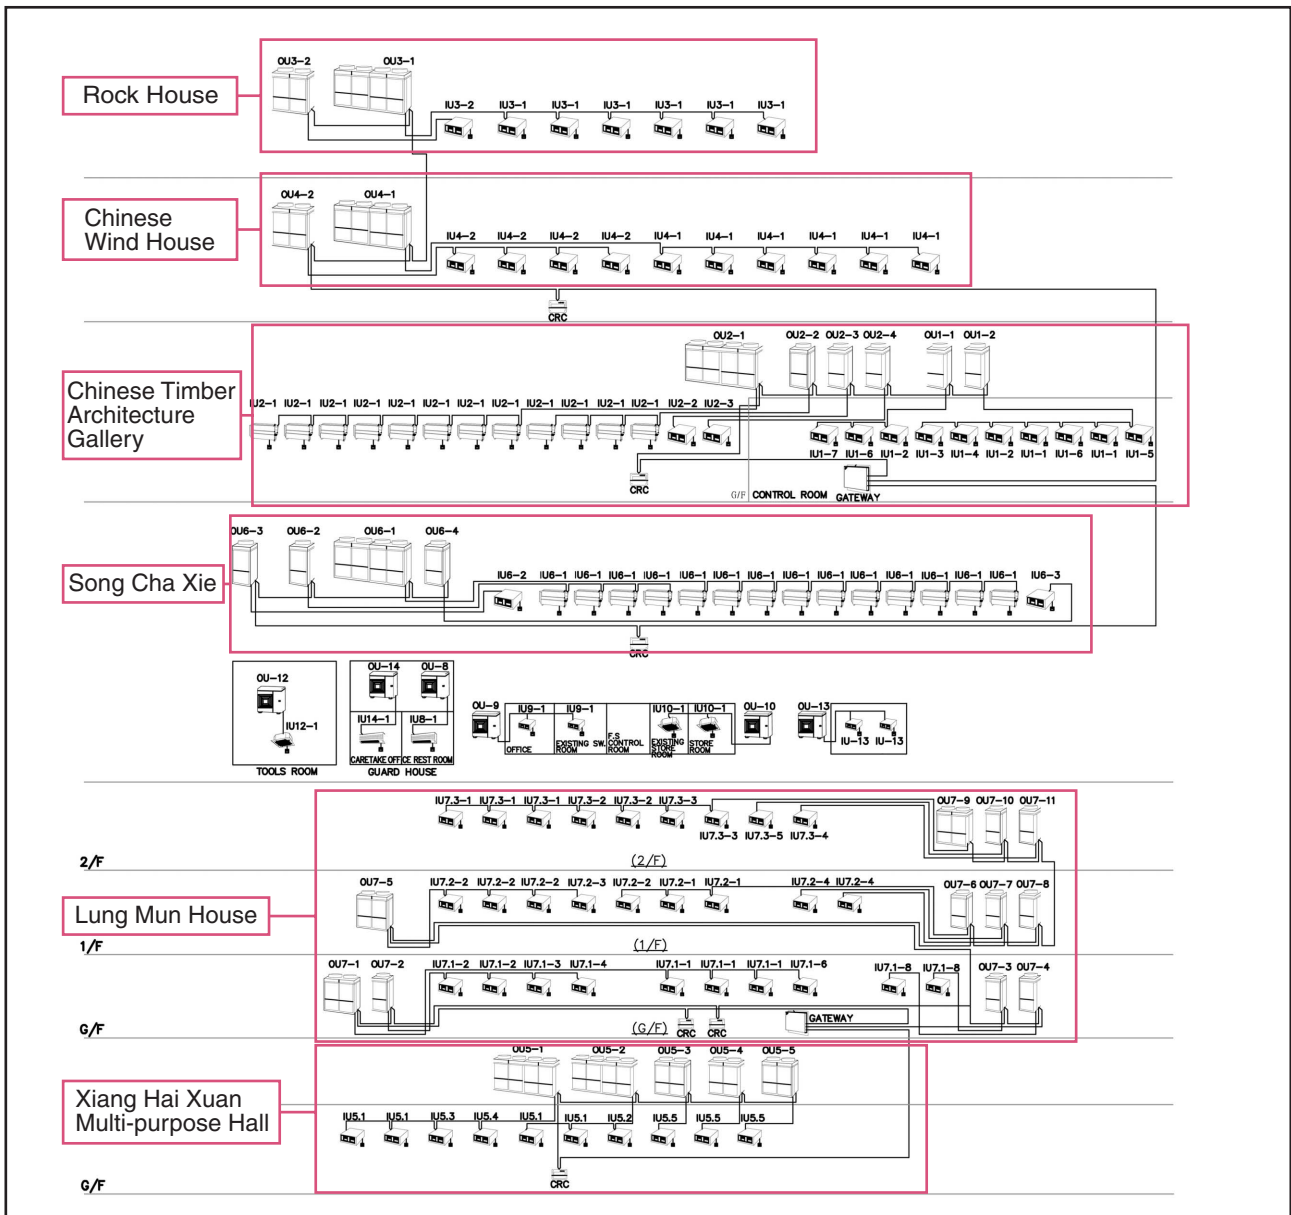 OU3-2 OU3-1
Rock House
IU3-2 IU3-1 IU3-1 IU3-1 IU3-1 IU3-1 IU3-1
OU4-2 OU4-1
Chinese
Wind House
IU4-2 IU4-2 IU4-2 IU4-2 IU4-1 IU4-1 IU4-1 IU4-1 IU4-1 IU4-1
CRC
OU2-1 OU2-2 OU2-3 OU2-4 OU1-1 OU1-2
Chinese Timber
Architecture
Gallery
IU2-1 IU2-1 IU2-1 IU2-1 IU2-1 IU2-1 IU2-1 IU2-1 IU2-1 IU2-1 IU2-1 IU2-1 IU2-2 IU2-3
IU1-7 IU1-6 IU1-2 IU1-3 IU1-4 IU1-2 IU1-1 IU1-6 IU1-1 IU1-5
CRC
G/F CONTROL ROOM GATEWAY
OU6-3 OU6-2 OU6-1 OU6-4
Song Cha Xie
IU6-2 IU6-1 IU6-1 IU6-1 IU6-1 IU6-1 IU6-1 IU6-1 IU6-1 IU6-1 IU6-1 IU6-1 IU6-1 IU6-1 IU6-1 IU6-3
CRC
OU-12
IU12-1
TOOLS ROOM
OU-14 OU-8
IU14-1 IU8-1
CARETAKE OFFICE REST ROOM
GUARD HOUSE
OU-9 IU9-1 IU9-1 IU10-1 IU10-1 OU-10
OFFICE
EXISTING SW.
ROOM
F.S
CONTROL
ROOM
EXISTING
STORE
ROOM
STORE
ROOM
OU-13
IU-13 IU-13
IU7.3-1 IU7.3-1 IU7.3-1 IU7.3-2 IU7.3-2 IU7.3-3 OU7-9 OU7-10 OU7-11
IU7.3-3 IU7.3-5 IU7.3-4
2/F (2/F)
OU7-5 IU7.2-2 IU7.2-2 IU7.2-2 IU7.2-3 IU7.2-2 IU7.2-1 IU7.2-1 IU7.2-4 IU7.2-4 OU7-6 OU7-7 OU7-8
Lung Mun House
1/F (1/F)
OU7-1 OU7-2 IU7.1-2 IU7.1-2 IU7.1-3 IU7.1-4 IU7.1-1 IU7.1-1 IU7.1-1 IU7.1-6 IU7.1-8 IU7.1-8 OU7-3 OU7-4
GATEWAY
G/F (G/F) CRC CRC
OU5-1 OU5-2 OU5-3 OU5-4 OU5-5
Xiang Hai Xuan
Multi-purpose Hall
IU5.1 IU5.1 IU5.3 IU5.4 IU5.1 IU5.1 IU5.2 IU5.5 IU5.5 IU5.5
CRC
G/F